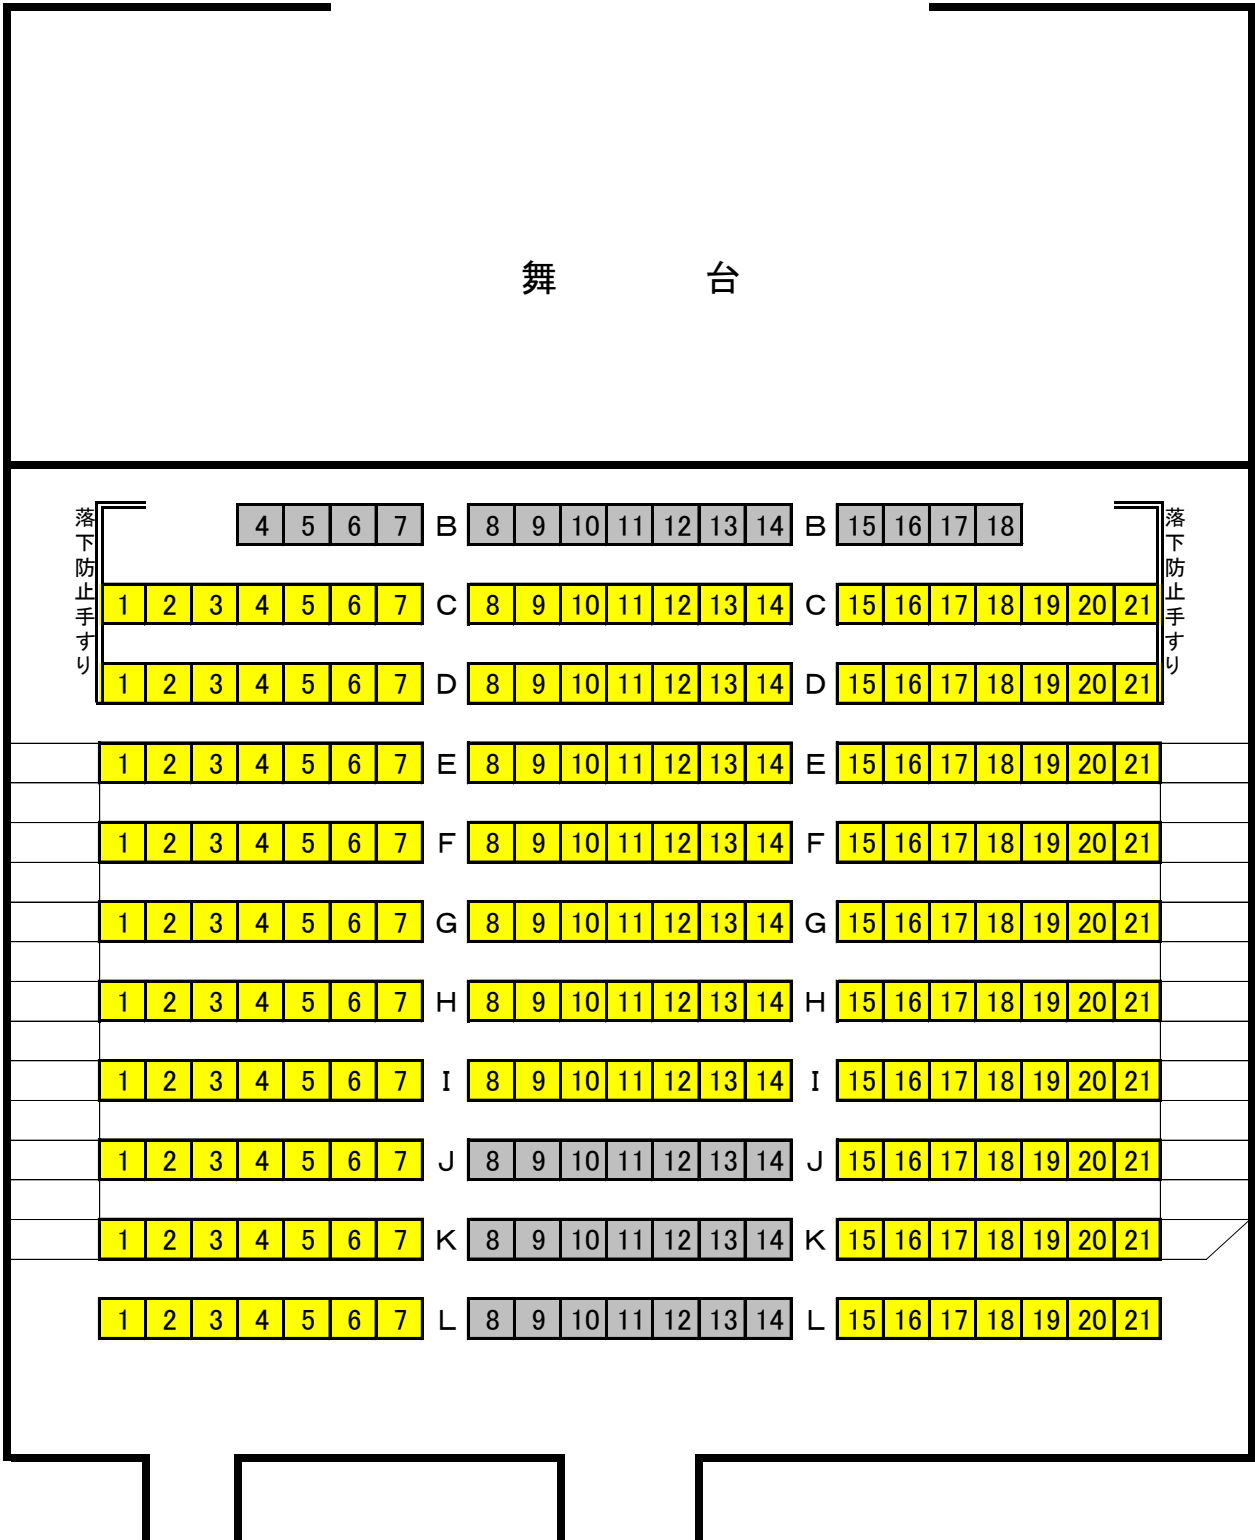 舞 台
落下防止手すり
落下防止手すり
4 5 6 7 B 8 9 10 11 12 13 14 B 15 16 17 18
1 2 3 4 5 6 7 C 8 9 10 11 12 13 14 C 15 16 17 18 19 20 21
1 2 3 4 5 6 7 D 8 9 10 11 12 13 14 D 15 16 17 18 19 20 21
1 2 3 4 5 6 7 E 8 9 10 11 12 13 14 E 15 16 17 18 19 20 21
1 2 3 4 5 6 7 F 8 9 10 11 12 13 14 F 15 16 17 18 19 20 21
1 2 3 4 5 6 7 G 8 9 10 11 12 13 14 G 15 16 17 18 19 20 21
1 2 3 4 5 6 7 H 8 9 10 11 12 13 14 H 15 16 17 18 19 20 21
1 2 3 4 5 6 7 I 8 9 10 11 12 13 14 I 15 16 17 18 19 20 21
1 2 3 4 5 6 7 J 8 9 10 11 12 13 14 J 15 16 17 18 19 20 21
1 2 3 4 5 6 7 K 8 9 10 11 12 13 14 K 15 16 17 18 19 20 21
1 2 3 4 5 6 7 L 8 9 10 11 12 13 14 L 15 16 17 18 19 20 21